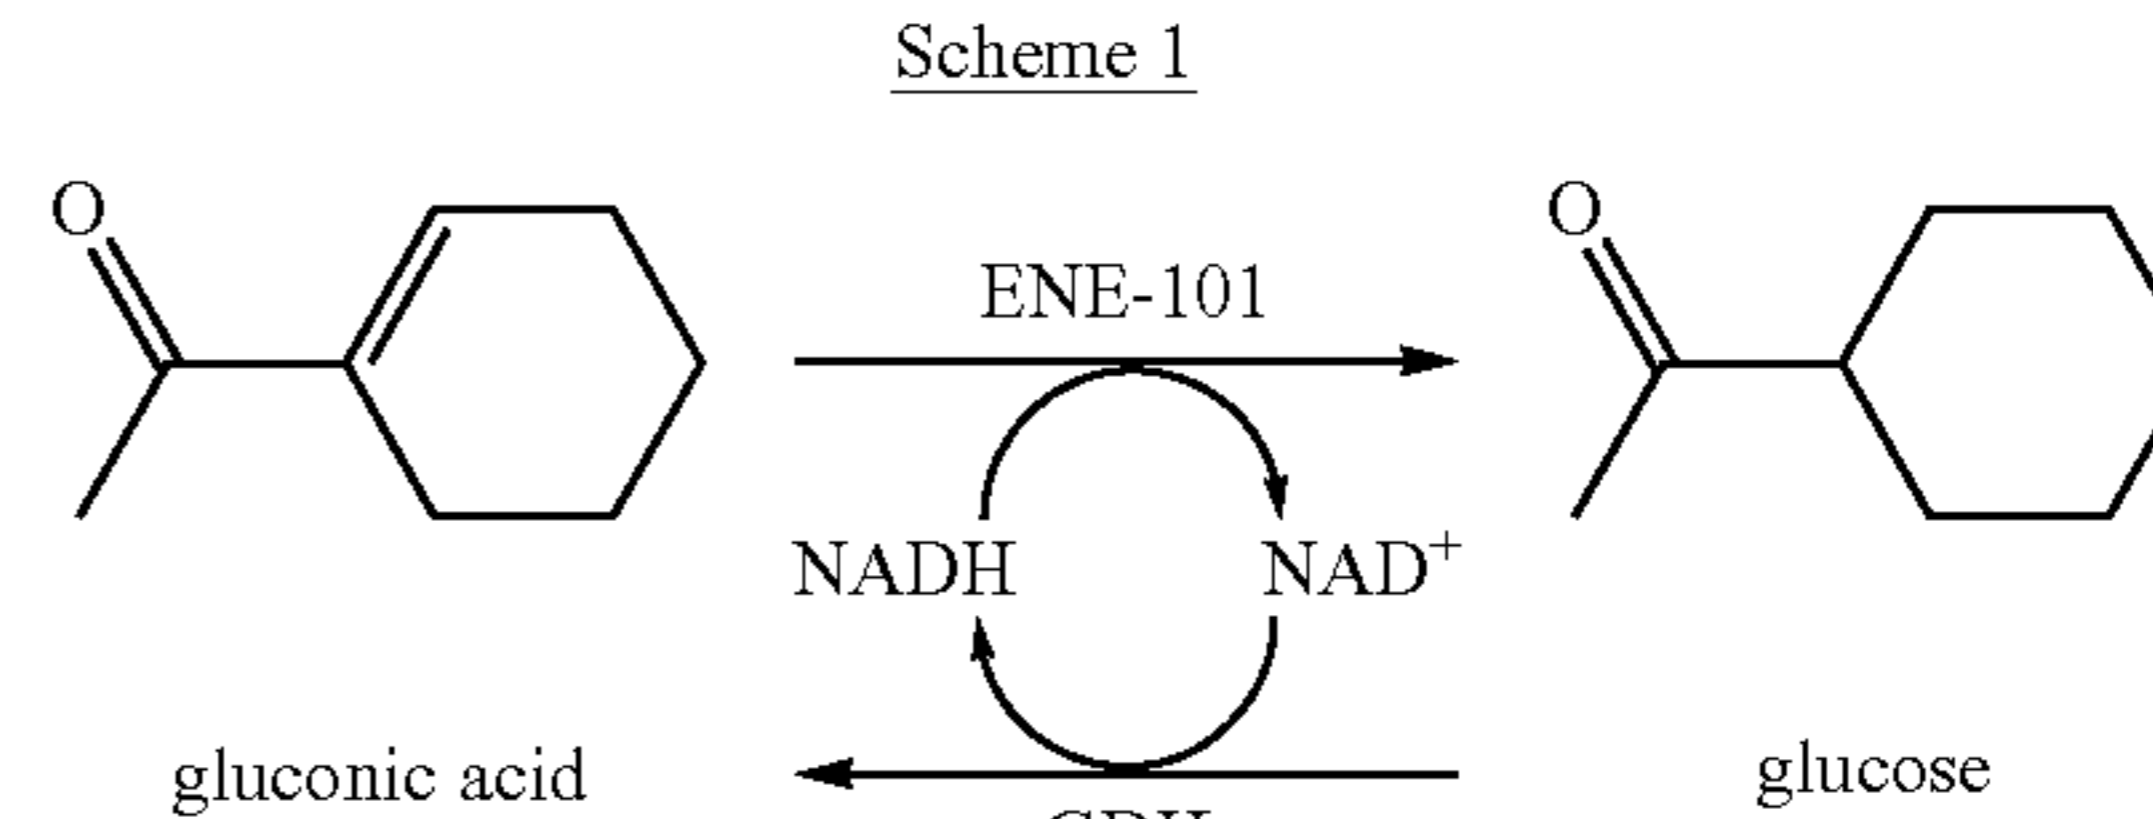 Scheme 1
O
O
ENE-101
NADH
NAD⁺
gluconic acid
glucose